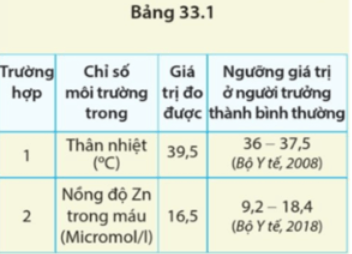 Bảng 33.1
Trường hợp | Chỉ số môi trường trong | Giá trị đo được | Ngưỡng giá trị ở người trưởng thành bình thường
1 | Thân nhiệt (ºC) | 39,5 | 36 – 37,5 (Bộ Y tế, 2008)
2 | Nồng độ Zn trong máu (Micromol/l) | 16,5 | 9,2 – 18,4 (Bộ Y tế, 2018)